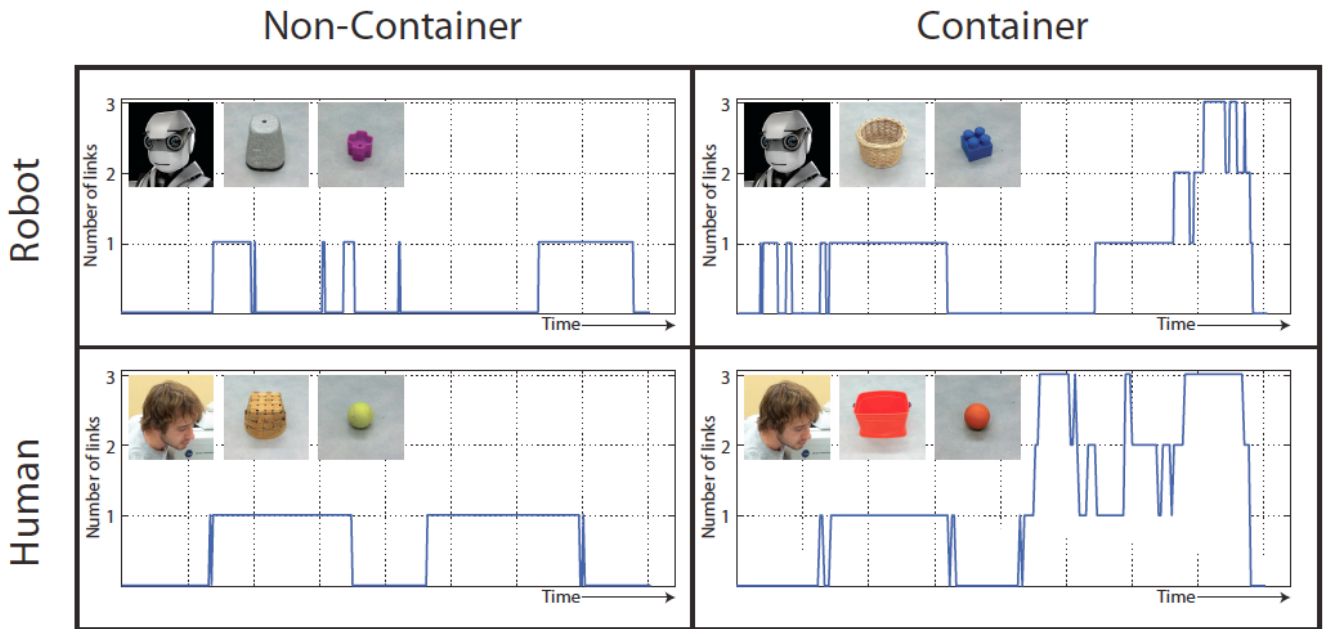 Non-Container
Container
Robot
Human
Number of links
3
2
1
Time
Number of links
3
2
1
Time
Number of links
3
2
1
Time
Number of links
3
2
1
Time